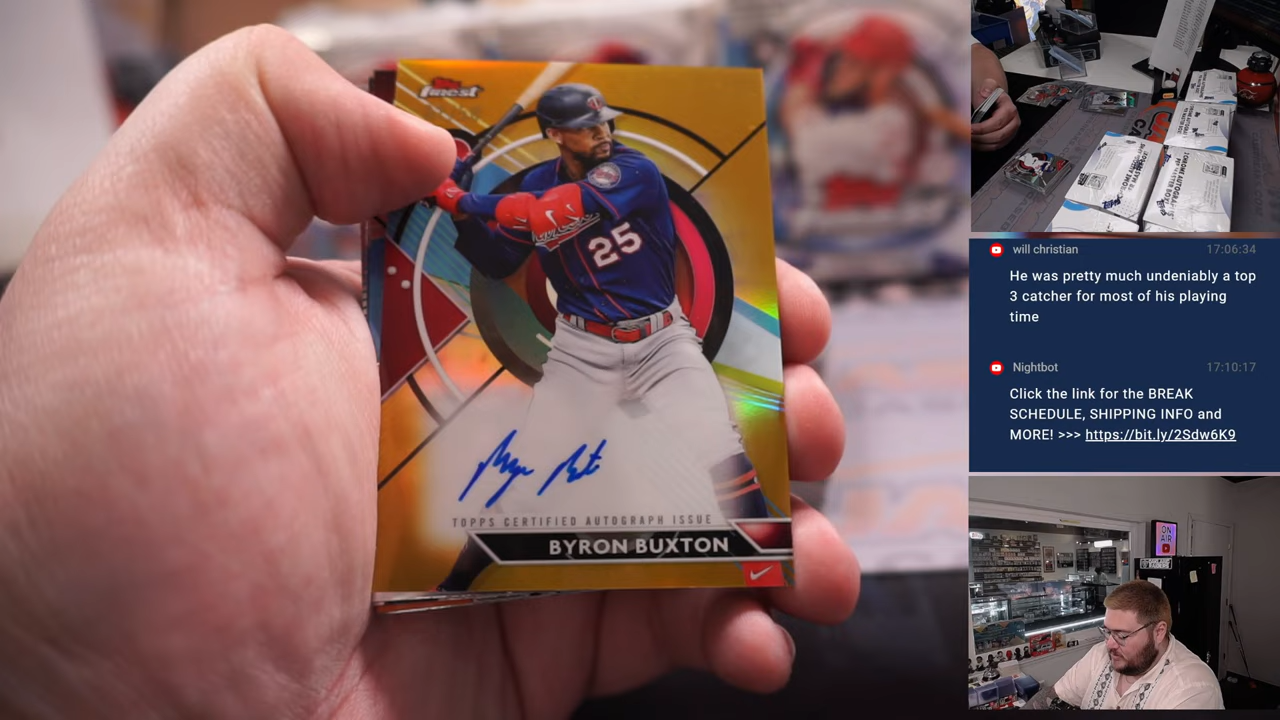 Topps
finest
25
TOPPS CERTIFIED AUTOGRAPH ISSUE
BYRON BUXTON
will christian 17:06:34
He was pretty much undeniably a top
3 catcher for most of his playing
time
Nightbot 17:10:17
Click the link for the BREAK
SCHEDULE, SHIPPING INFO and
MORE! >>> https://bit.ly/2Sdw6K9
ON
AIR